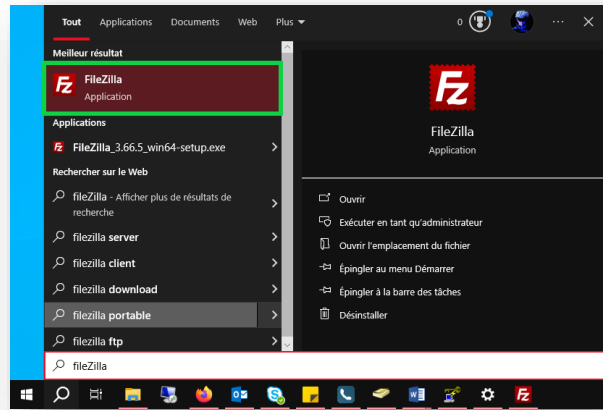 Tout Applications Documents Web Plus
0
Meilleur résultat
FileZilla
Application
Applications
FileZilla_3.66.5_win64-setup.exe
Rechercher sur le Web
fileZilla - Afficher plus de résultats de
recherche
filezilla server
filezilla client
filezilla download
filezilla portable
filezilla ftp
fileZilla
FileZilla
Application
Ouvrir
Exécuter en tant qu'administrateur
Ouvrir l'emplacement du fichier
Épingler au menu Démarrer
Épingler à la barre des tâches
Désinstaller